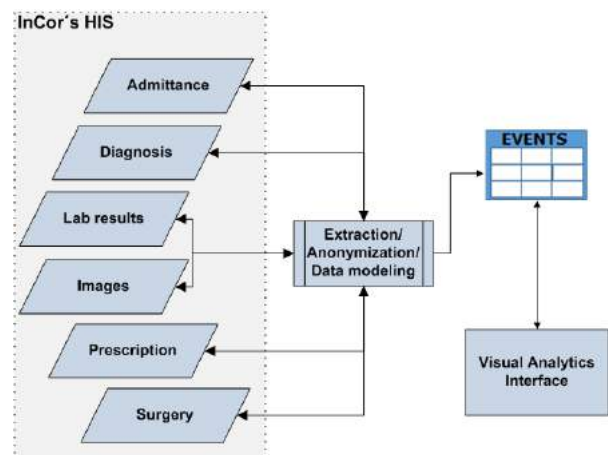 InCor´s HIS
Admittance
Diagnosis
Lab results
Images
Prescription
Surgery
Extraction/
Anonymization/
Data modeling
EVENTS
Visual Analytics
Interface